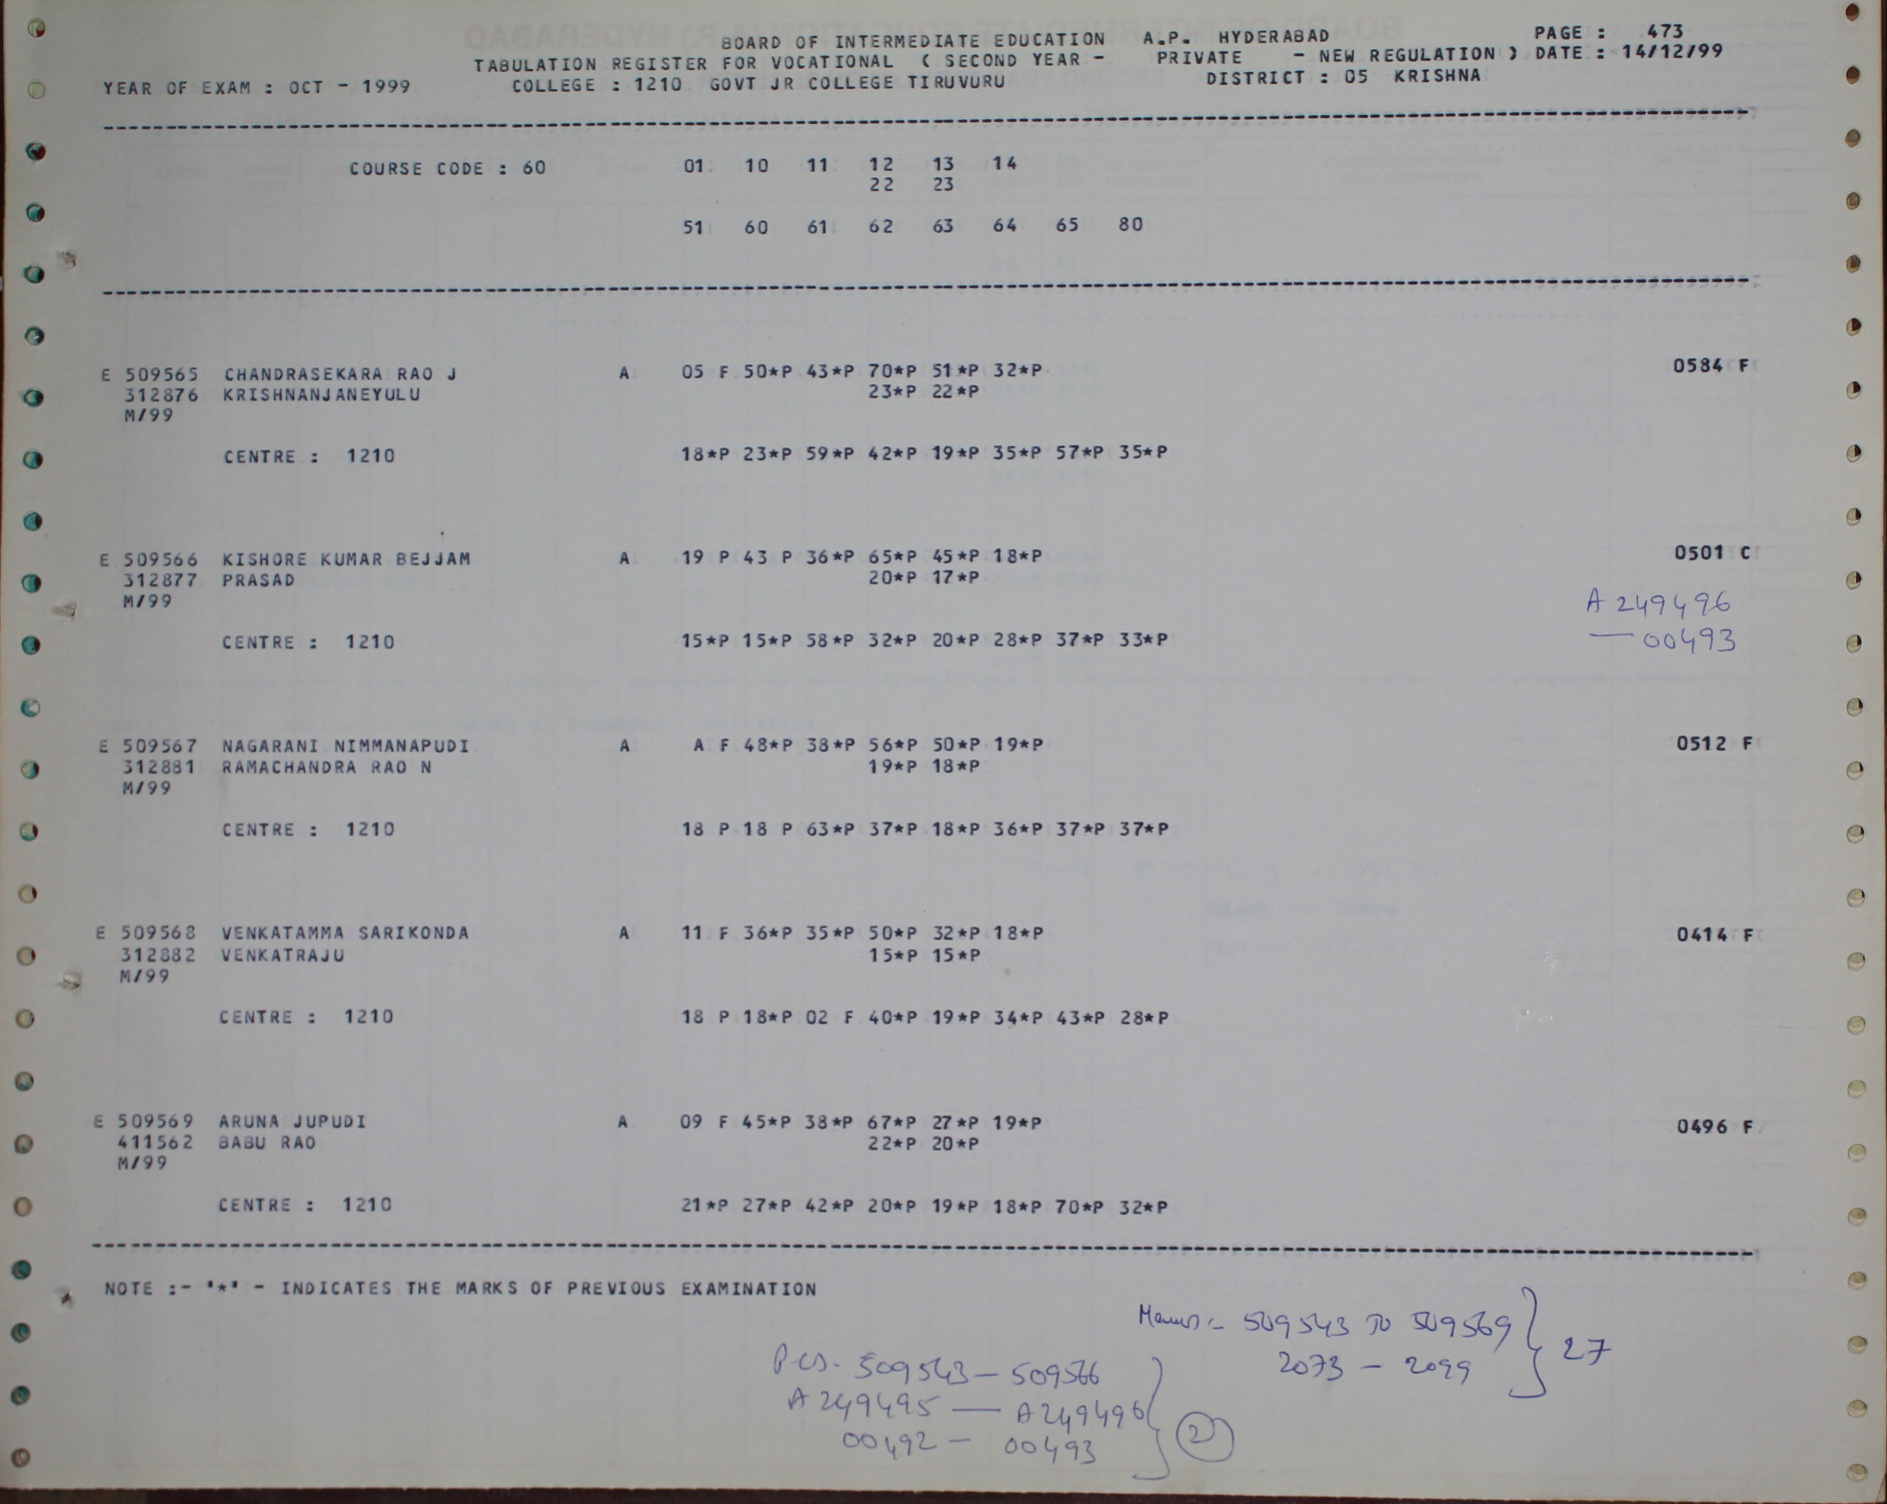 BOARD OF INTERMEDIATE EDUCATION A.P. HYDERABAD PAGE : 473
TABULATION REGISTER FOR VOCATIONAL ( SECOND YEAR - PRIVATE - NEW REGULATION ) DATE : 14/12/99
YEAR OF EXAM : OCT - 1999 COLLEGE : 1210 GOVT JR COLLEGE TIRUVURU DISTRICT : 05 KRISHNA
COURSE CODE : 60 01 10 11 12 13 14
22 23
51 60 61 62 63 64 65 80
E 509565 CHANDRASEKARA RAO J A 05 F 50*P 43*P 70*P 51*P 32*P 0584 F
312876 KRISHNANJANEYULU 23*P 22*P
M/99
CENTRE : 1210 18*P 23*P 59*P 42*P 19*P 35*P 57*P 35*P
E 509566 KISHORE KUMAR BEJJAM A 19 P 43 P 36*P 65*P 45*P 18*P 0501 C
312877 PRASAD 20*P 17*P
M/99 A 249496
CENTRE : 1210 15*P 15*P 58*P 32*P 20*P 28*P 37*P 33*P — 00493
E 509567 NAGARANI NIMMANAPUDI A A F 48*P 38*P 56*P 50*P 19*P 0512 F
312881 RAMACHANDRA RAO N 19*P 18*P
M/99
CENTRE : 1210 18 P 18 P 63*P 37*P 18*P 36*P 37*P 37*P
E 509568 VENKATAMMA SARIKONDA A 11 F 36*P 35*P 50*P 32*P 18*P 0414 F
312882 VENKATRAJU 15*P 15*P
M/99
CENTRE : 1210 18 P 18*P 02 F 40*P 19*P 34*P 43*P 28*P
E 509569 ARUNA JUPUDI A 09 F 45*P 38*P 67*P 27*P 19*P 0496 F
411562 BABU RAO 22*P 20*P
M/99
CENTRE : 1210 21*P 27*P 42*P 20*P 19*P 18*P 70*P 32*P
NOTE :- '*' - INDICATES THE MARKS OF PREVIOUS EXAMINATION
509543 To 509569
2073 - 2099 27
509543 - 509566
A 249495 — A 249496
00492 - 00493 2